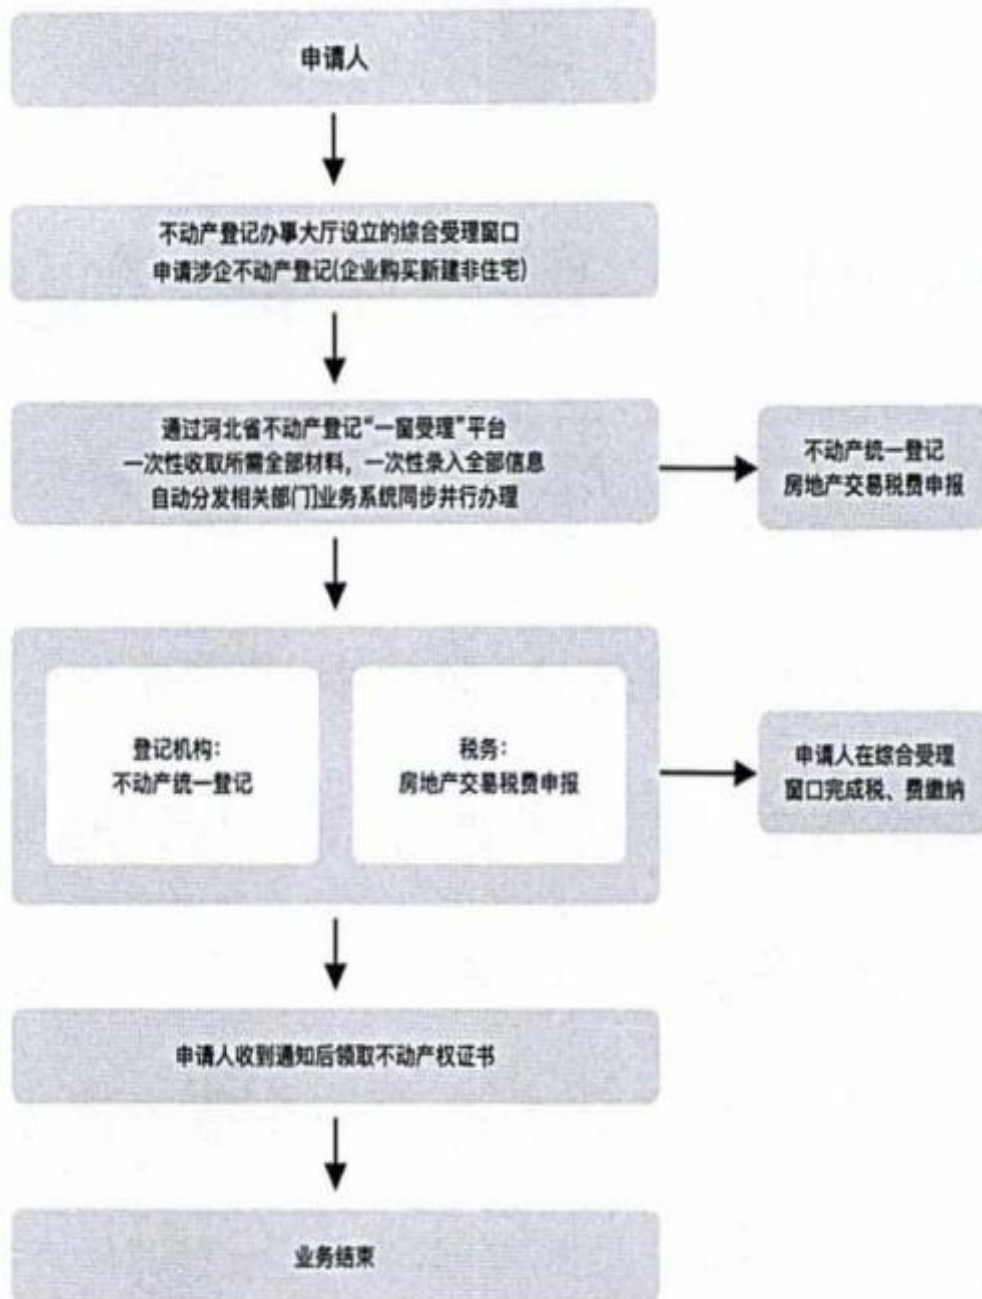 申请人
不动产登记办事大厅设立的综合受理窗口
申请涉企不动产登记(企业购买新建非住宅)
通过河北省不动产登记“一窗受理”平台
一次性收取所需全部材料，一次性录入全部信息
自动分发相关部门]业务系统同步并行办理
不动产统一登记
房地产交易税费申报
登记机构：
不动产统一登记
税务：
房地产交易税费申报
申请人在综合受理
窗口完成税、费缴纳
申请人收到通知后领取不动产权证书
业务结束